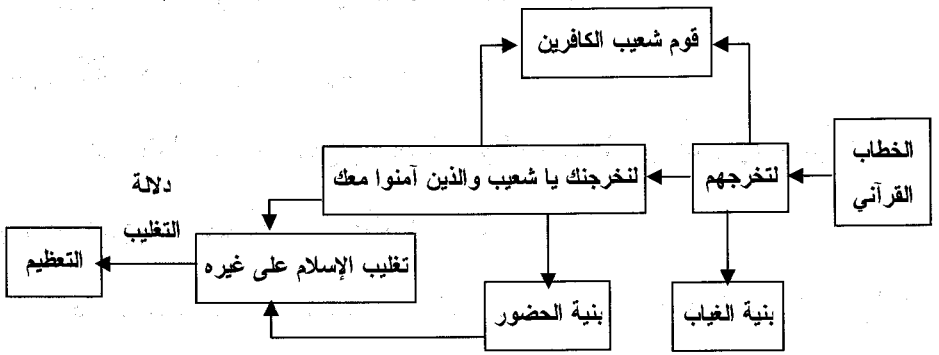 قوم شعيب الكافرين
الخطاب
القرآني
لتخرجهم
لنخرجنك يا شعيب والذين آمنوا معك
دلالة
التغليب
تغليب الإسلام على غيره
التعظيم
بنية الحضور
بنية الغياب